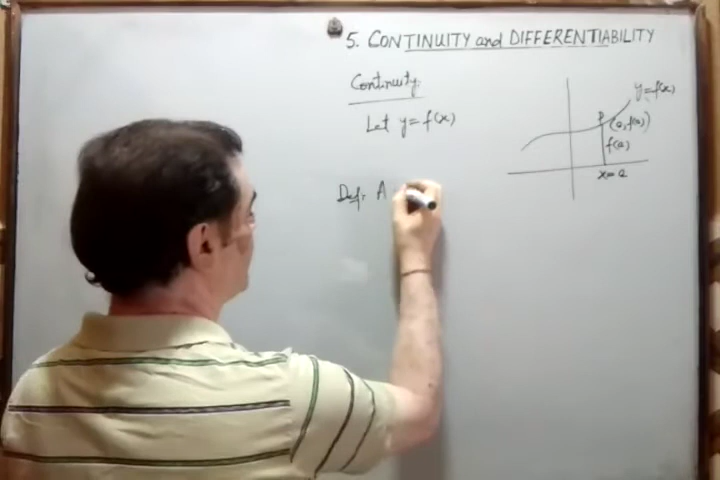 5. CONTINUITY and DIFFERENTIABILITY
Continuity:
Let y=f(x)
Def: A
y=f(x)
P (a, f(a))
f(a)
x=a